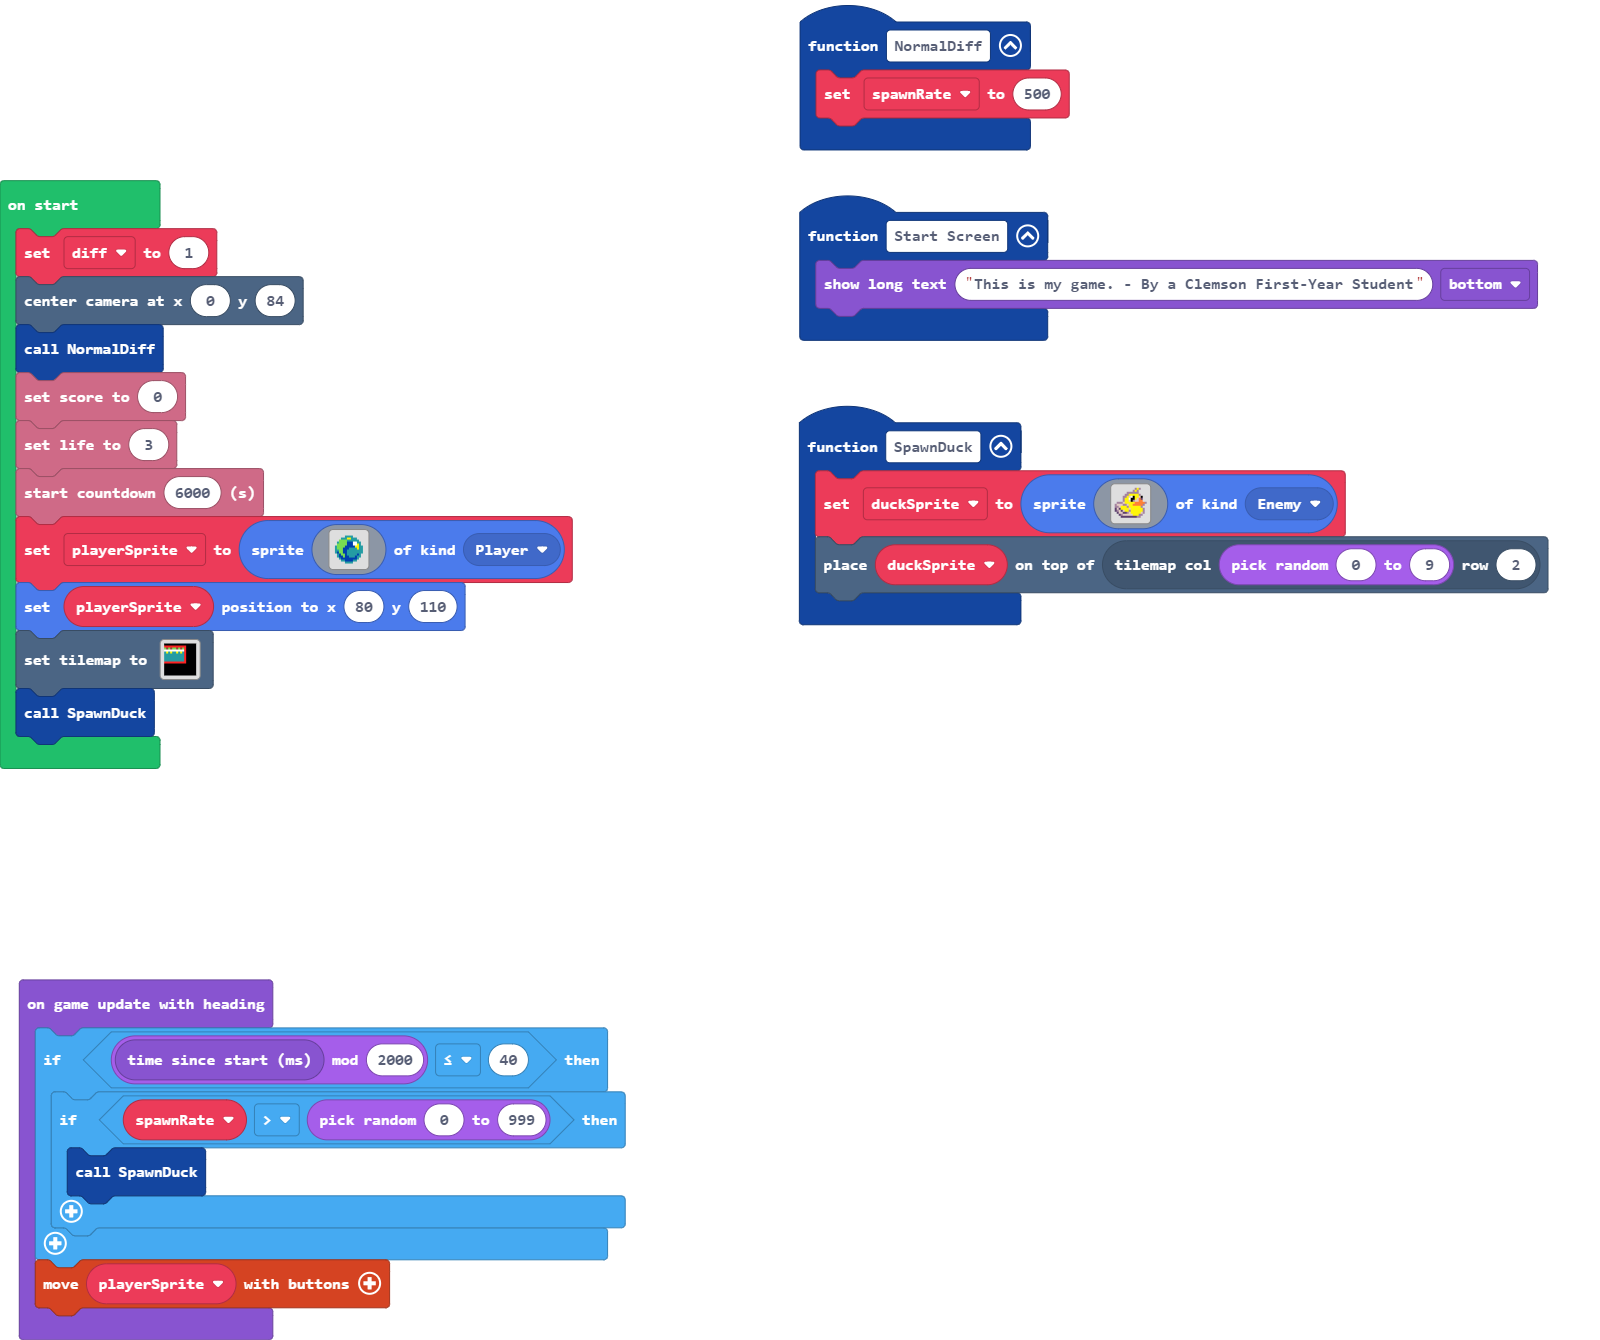 function NormalDiff
set spawnRate to 500
on start
set diff to 1
center camera at x 0 y 84
call NormalDiff
set score to 0
set life to 3
start countdown 6000 (s)
set playerSprite to sprite of kind Player
set playerSprite position to x 80 y 110
set tilemap to
call SpawnDuck
function Start Screen
show long text "This is my game. - By a Clemson First-Year Student" bottom
function SpawnDuck
set duckSprite to sprite of kind Enemy
place duckSprite on top of tilemap col pick random 0 to 9 row 2
on game update with heading
if time since start (ms) mod 2000 ≤ 40 then
if spawnRate > pick random 0 to 999 then
call SpawnDuck
move playerSprite with buttons